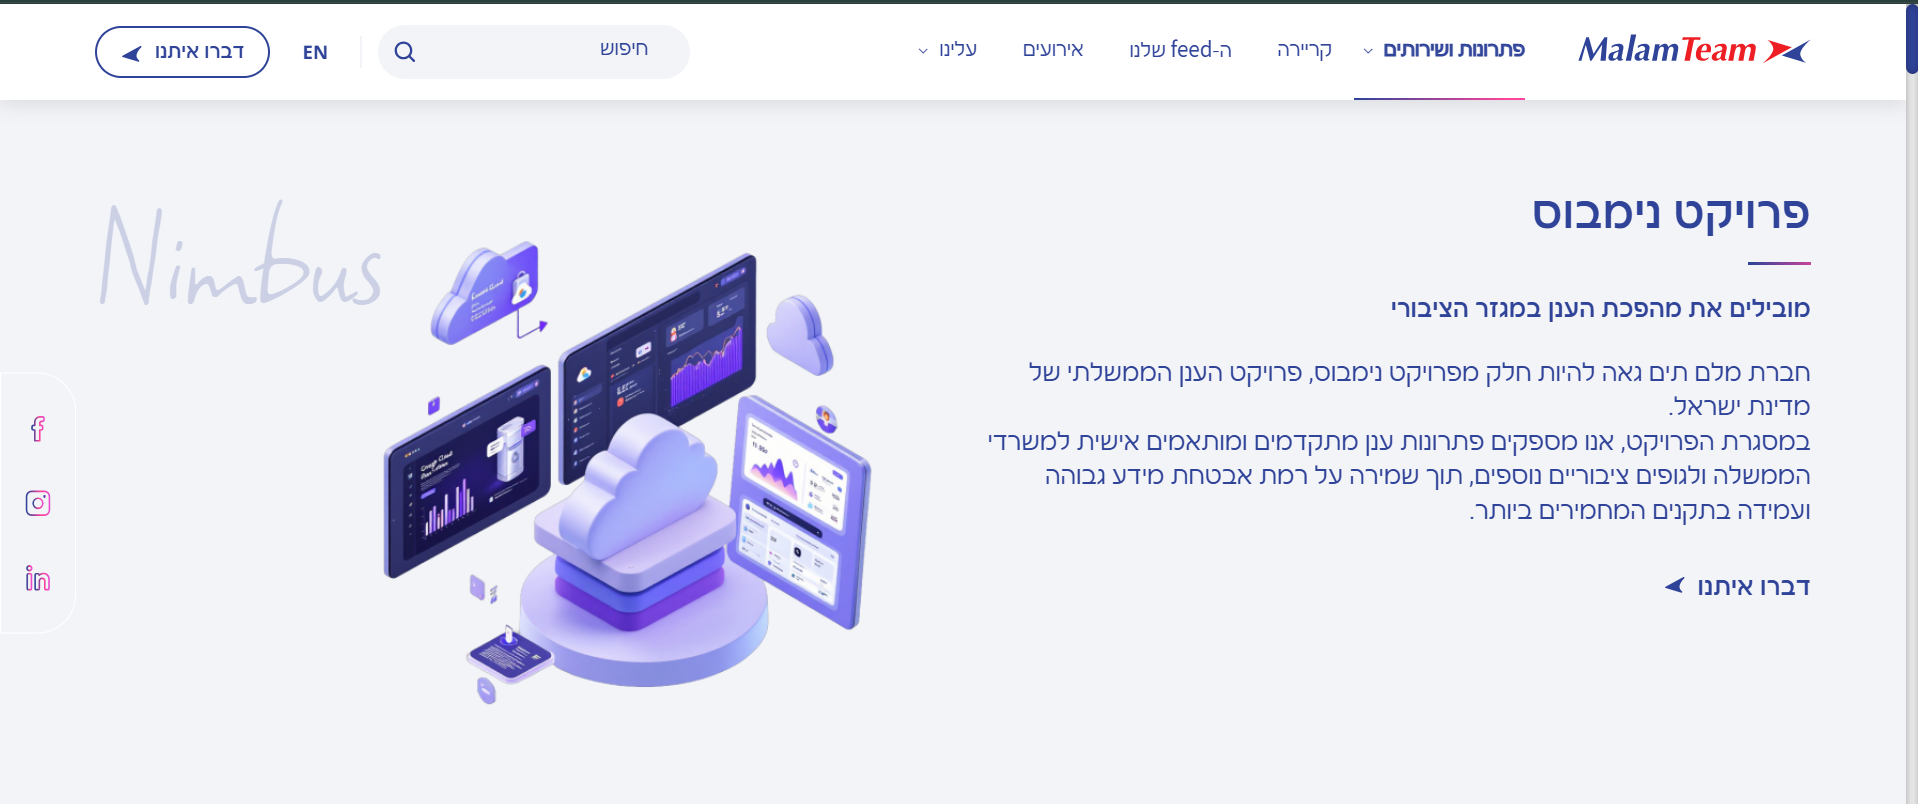 MalamTeam
פתרונות ושירותים
קריירה
ה-feed שלנו
אירועים
עלינו
חיפוש
EN
דברו איתנו
פרויקט נימבוס
Nimbus
מובילים את מהפכת הענן במגזר הציבורי
חברת מלם תים גאה להיות חלק מפרויקט נימבוס, פרויקט הענן הממשלתי של
מדינת ישראל.
במסגרת הפרויקט, אנו מספקים פתרונות ענן מתקדמים ומותאמים אישית למשרדי
הממשלה ולגופים ציבוריים נוספים, תוך שמירה על רמת אבטחת מידע גבוהה
ועמידה בתקנים המחמירים ביותר.
דברו איתנו